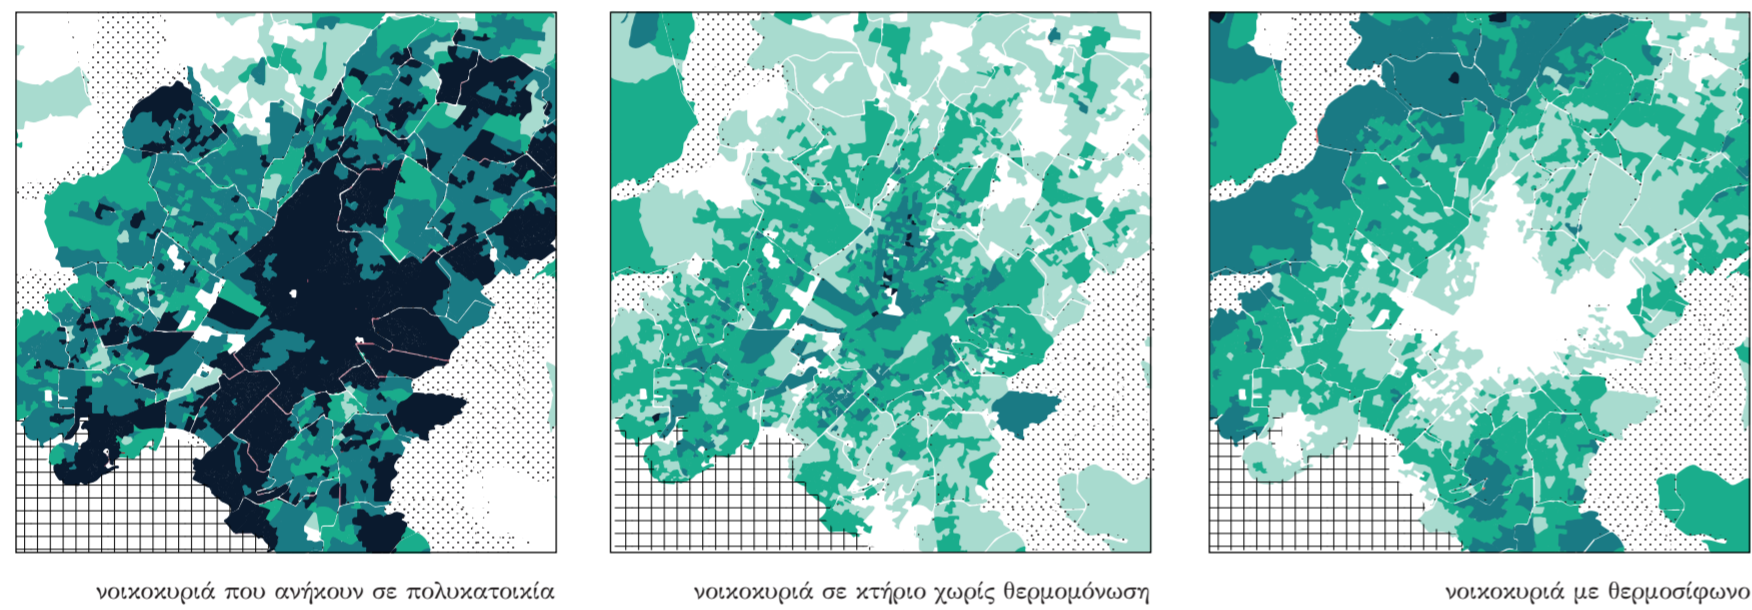 νοικοκυριά που ανήκουν σε πολυκατοικία
νοικοκυριά σε κτήριο χωρίς θερμομόνωση
νοικοκυριά με θερμοσίφωνο